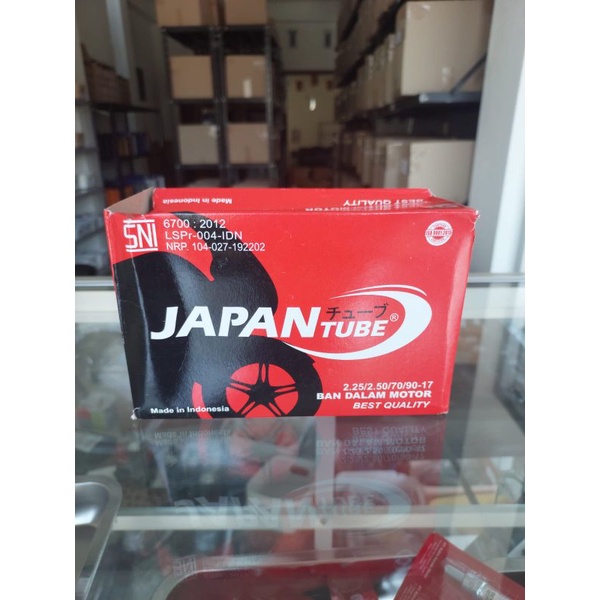 Made in Indonesia
BEST QUALITY
SNI
6700 : 2012
LSPr-004-IDN
NRP. 104-027-192202
チューブ
JAPAN TUBE®
2.25/2.50/70/90-17
BAN DALAM MOTOR
BEST QUALITY
Made in Indonesia